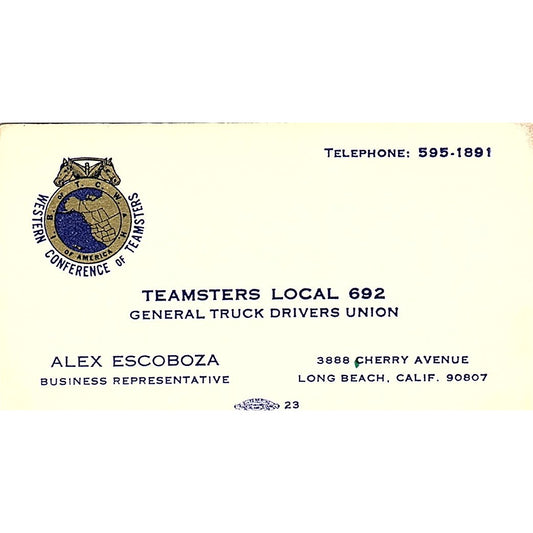 TELEPHONE: 595-1891
I. B. OF T. C. W. & H.
OF AMERICA
WESTERN CONFERENCE OF TEAMSTERS
TEAMSTERS LOCAL 692
GENERAL TRUCK DRIVERS UNION
ALEX ESCOBOZA
BUSINESS REPRESENTATIVE
3888 CHERRY AVENUE
LONG BEACH, CALIF. 90807
23